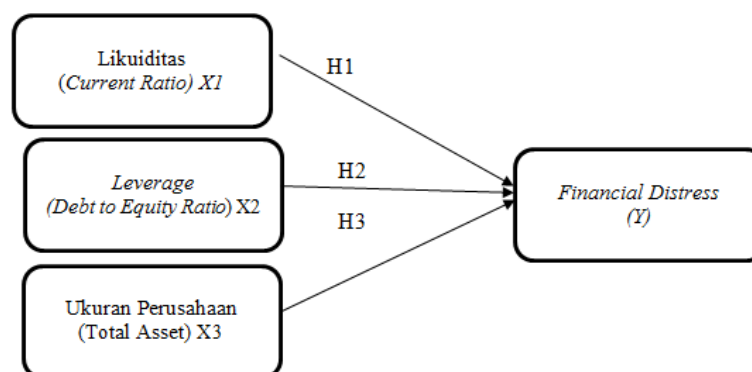 Likuiditas
(Current Ratio) X1
H1
Leverage
(Debt to Equity Ratio) X2
H2
H3
Financial Distress
(Y)
Ukuran Perusahaan
(Total Asset) X3